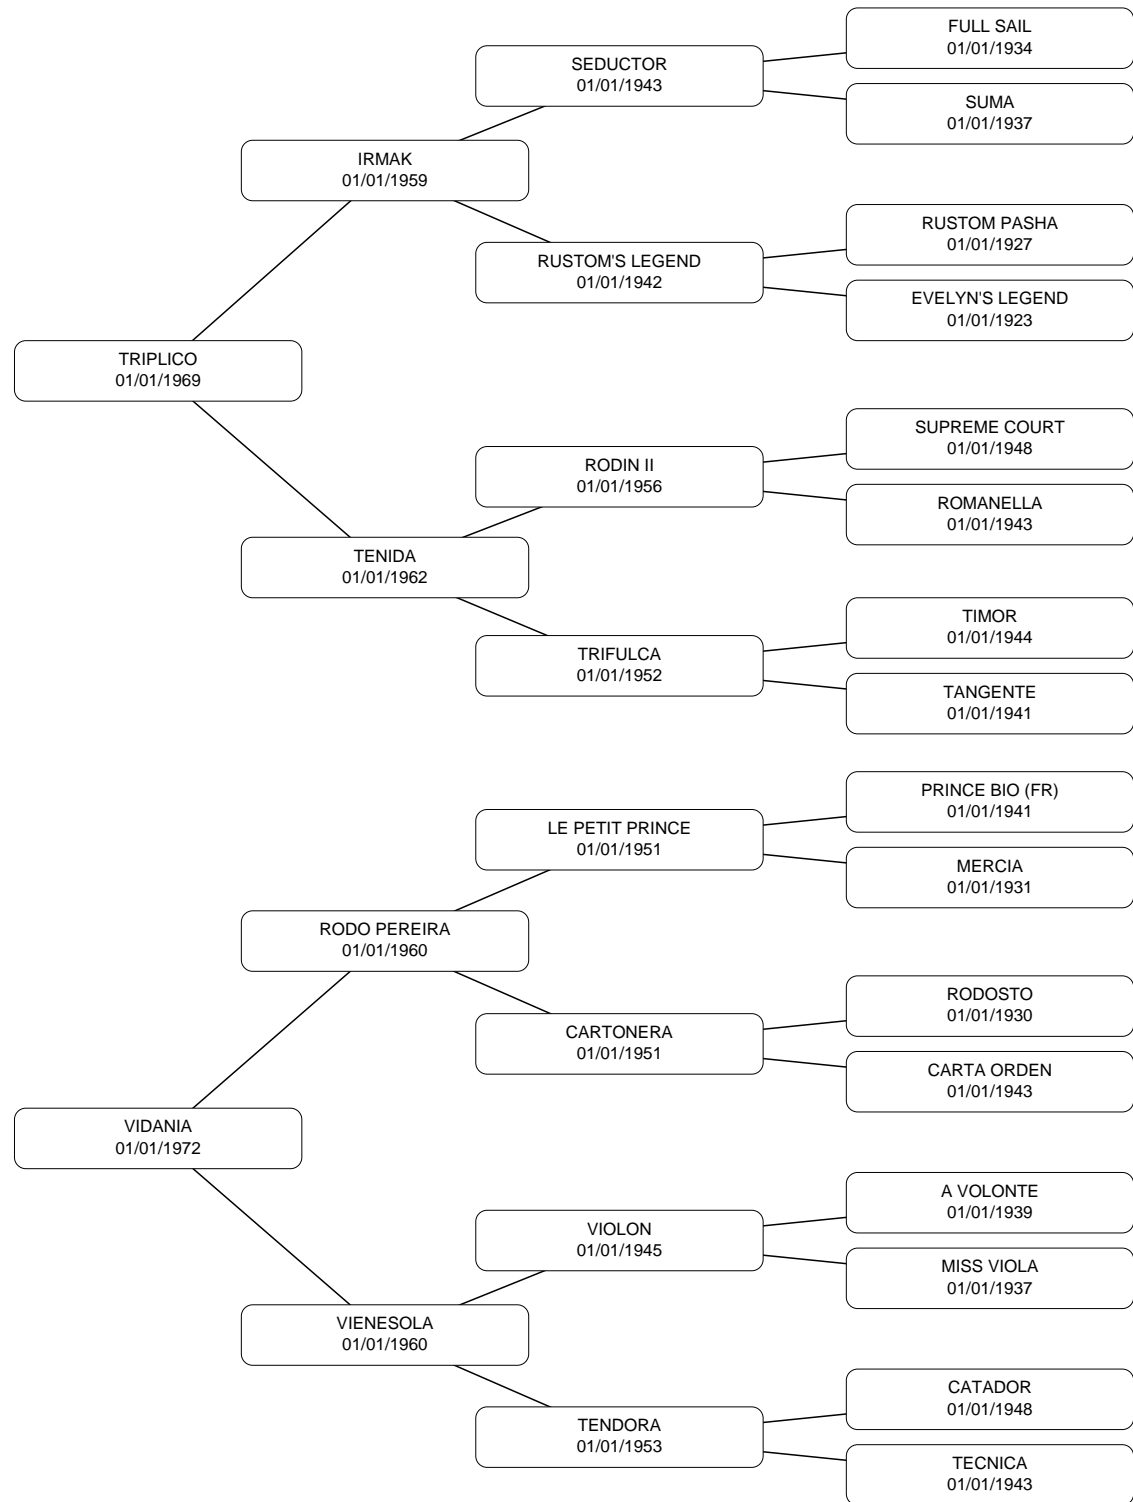 FULL SAIL
01/01/1934
SEDUCTOR
01/01/1943
SUMA
01/01/1937
IRMAK
01/01/1959
RUSTOM PASHA
01/01/1927
RUSTOM'S LEGEND
01/01/1942
EVELYN'S LEGEND
01/01/1923
TRIPLICO
01/01/1969
SUPREME COURT
01/01/1948
RODIN II
01/01/1956
ROMANELLA
01/01/1943
TENIDA
01/01/1962
TIMOR
01/01/1944
TRIFULCA
01/01/1952
TANGENTE
01/01/1941
PRINCE BIO (FR)
01/01/1941
LE PETIT PRINCE
01/01/1951
MERCIA
01/01/1931
RODO PEREIRA
01/01/1960
RODOSTO
01/01/1930
CARTONERA
01/01/1951
CARTA ORDEN
01/01/1943
VIDANIA
01/01/1972
A VOLONTE
01/01/1939
VIOLON
01/01/1945
MISS VIOLA
01/01/1937
VIENESOLA
01/01/1960
CATADOR
01/01/1948
TENDORA
01/01/1953
TECNICA
01/01/1943